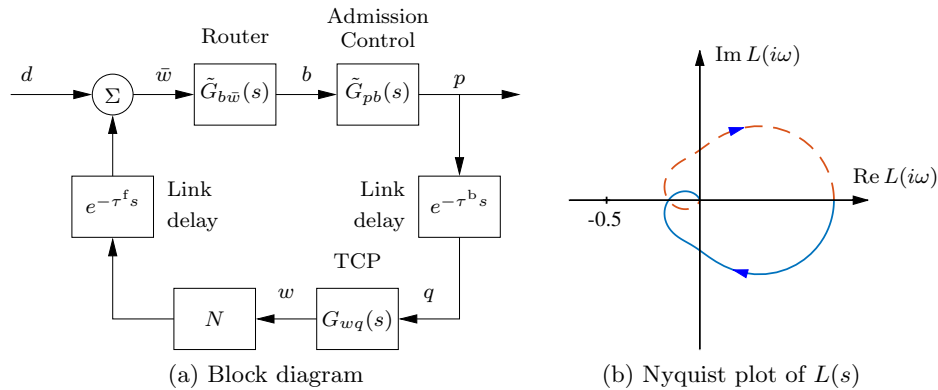 Router
Admission
Control
d
Σ
w̄
G̃_{bw̄}(s)
b
G̃_{pb}(s)
p
e^{−τ^f s}
Link
delay
Link
delay
e^{−τ^b s}
TCP
N
w
G_{wq}(s)
q
(a) Block diagram
Im L(iω)
Re L(iω)
-0.5
(b) Nyquist plot of L(s)